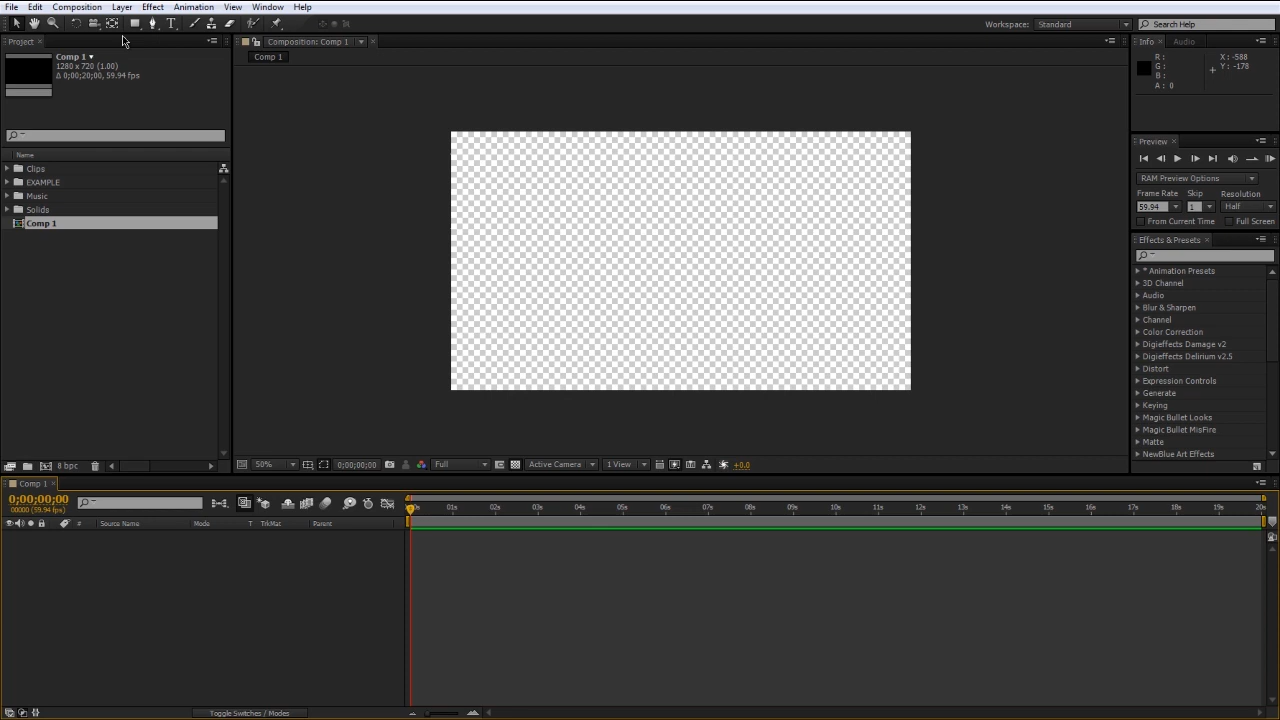 File Edit Composition Layer Effect Animation View Window Help
Workspace: Standard Search Help
Project × Composition: Comp 1 × Info × Audio
Comp 1 ▾
1280 x 720 (1.00)
Δ 0;00;20;00, 59.94 fps
Comp 1
R:
G:
B:
A: 0
X: -588
Y: -178
Preview ×
RAM Preview Options
Frame Rate Skip Resolution
59.94 1 Half
From Current Time Full Screen
Name
Clips
EXAMPLE
Music
Solids
Comp 1
Effects & Presets ×
* Animation Presets
3D Channel
Audio
Blur & Sharpen
Channel
Color Correction
Digieffects Damage v2
Digieffects Delirium v2.5
Distort
Expression Controls
Generate
Keying
Magic Bullet Looks
Magic Bullet MisFire
Matte
NewBlue Art Effects
8 bpc
50% 0;00;00;00 Full Active Camera 1 View +0.0
Comp 1 ×
0;00;00;00
00000 (59.94 fps)
01s 02s 03s 04s 05s 06s 07s 08s 09s 10s 11s 12s 13s 14s 15s 16s 17s 18s 19s 20s
# Source Name Mode T TrkMat Parent
Toggle Switches / Modes